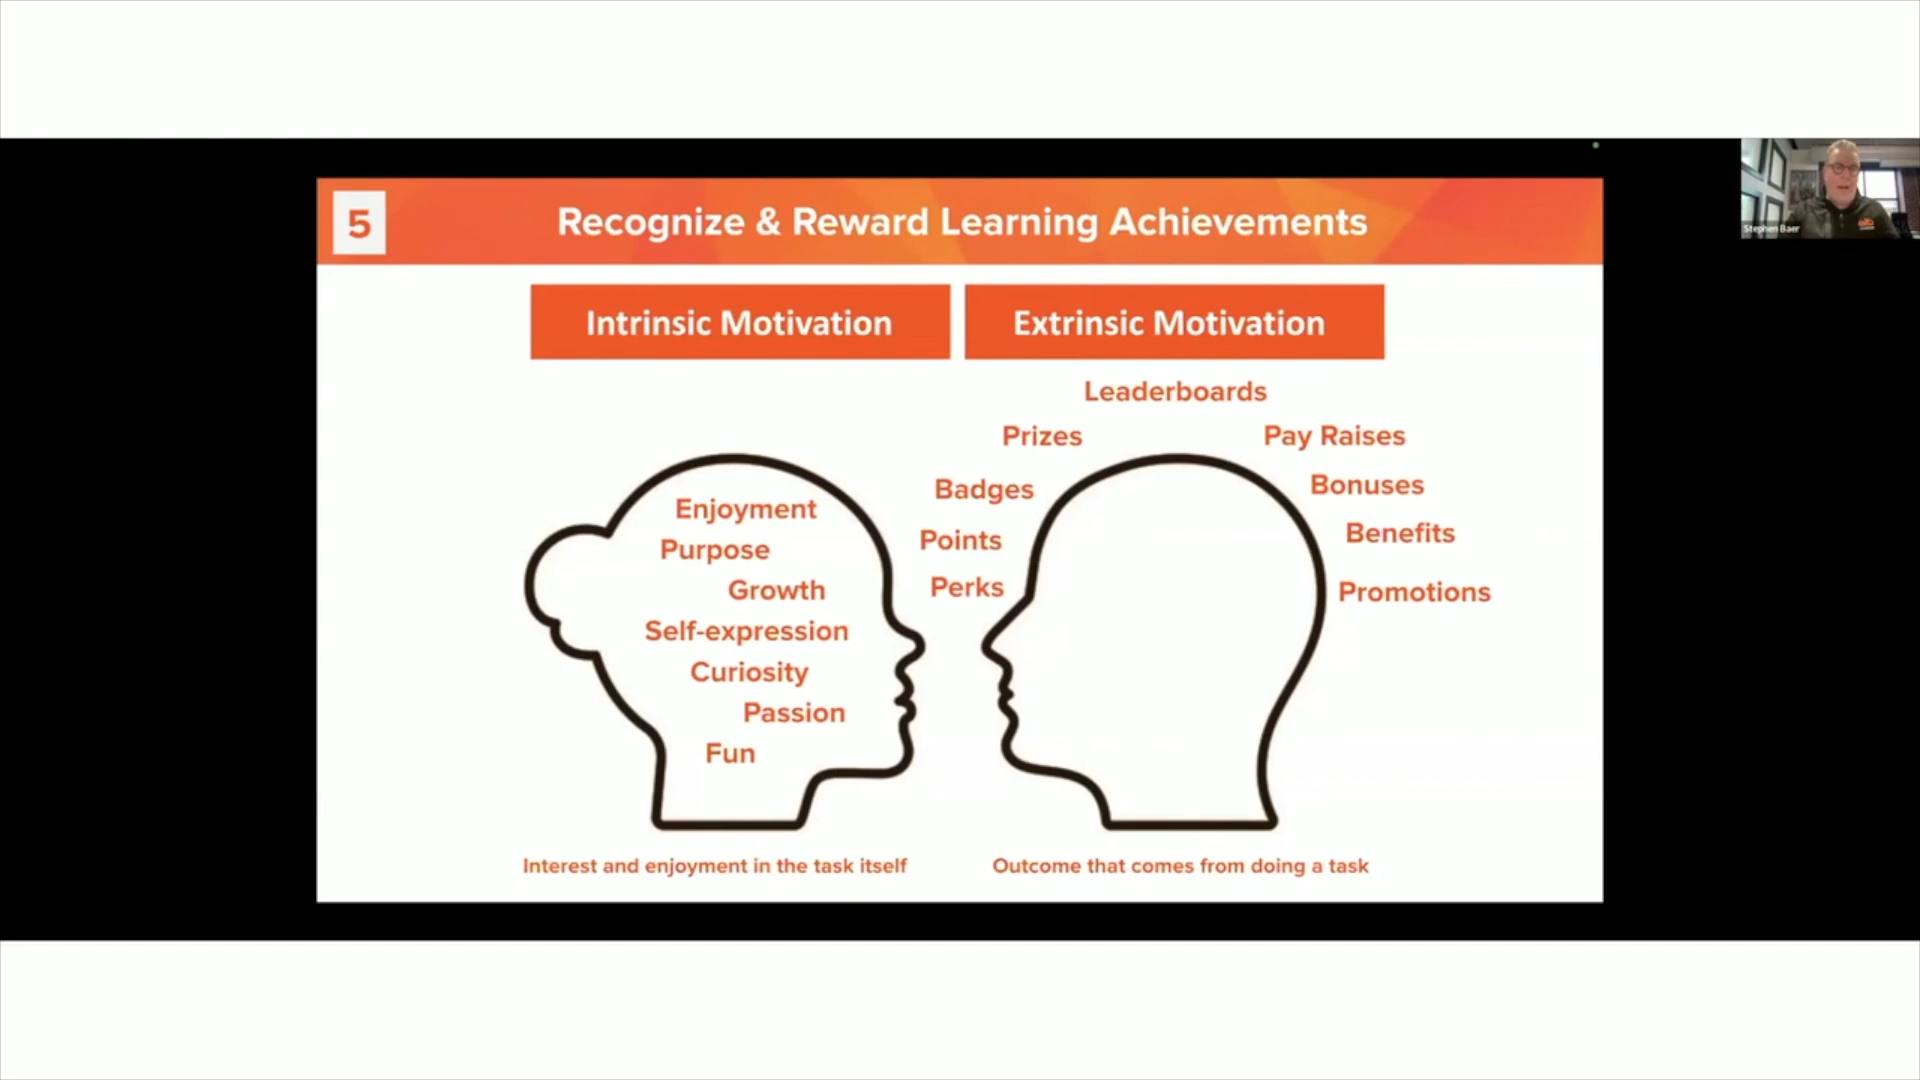 5
Recognize & Reward Learning Achievements
Intrinsic Motivation
Extrinsic Motivation
Enjoyment
Purpose
Growth
Self-expression
Curiosity
Passion
Fun
Leaderboards
Prizes
Pay Raises
Badges
Bonuses
Points
Benefits
Perks
Promotions
Interest and enjoyment in the task itself
Outcome that comes from doing a task
Stephen Baer